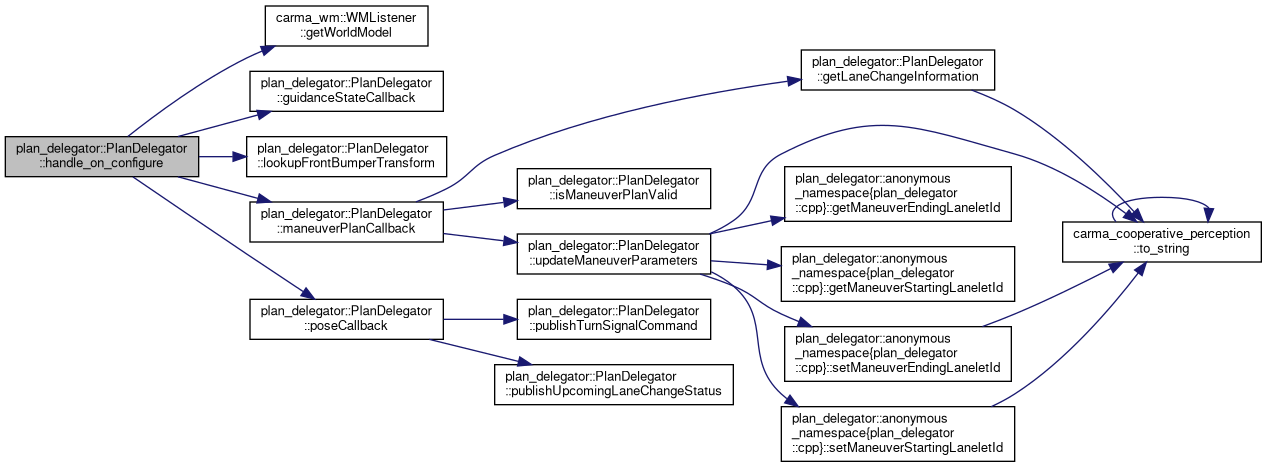 plan_delegator::PlanDelegator
::handle_on_configure
carma_wm::WMListener
::getWorldModel
plan_delegator::PlanDelegator
::guidanceStateCallback
plan_delegator::PlanDelegator
::lookupFrontBumperTransform
plan_delegator::PlanDelegator
::maneuverPlanCallback
plan_delegator::PlanDelegator
::poseCallback
plan_delegator::PlanDelegator
::isManeuverPlanValid
plan_delegator::PlanDelegator
::updateManeuverParameters
plan_delegator::PlanDelegator
::publishTurnSignalCommand
plan_delegator::PlanDelegator
::publishUpcomingLaneChangeStatus
plan_delegator::PlanDelegator
::getLaneChangeInformation
plan_delegator::anonymous
_namespace{plan_delegator
::cpp}::getManeuverEndingLaneletId
plan_delegator::anonymous
_namespace{plan_delegator
::cpp}::getManeuverStartingLaneletId
plan_delegator::anonymous
_namespace{plan_delegator
::cpp}::setManeuverEndingLaneletId
plan_delegator::anonymous
_namespace{plan_delegator
::cpp}::setManeuverStartingLaneletId
carma_cooperative_perception
::to_string